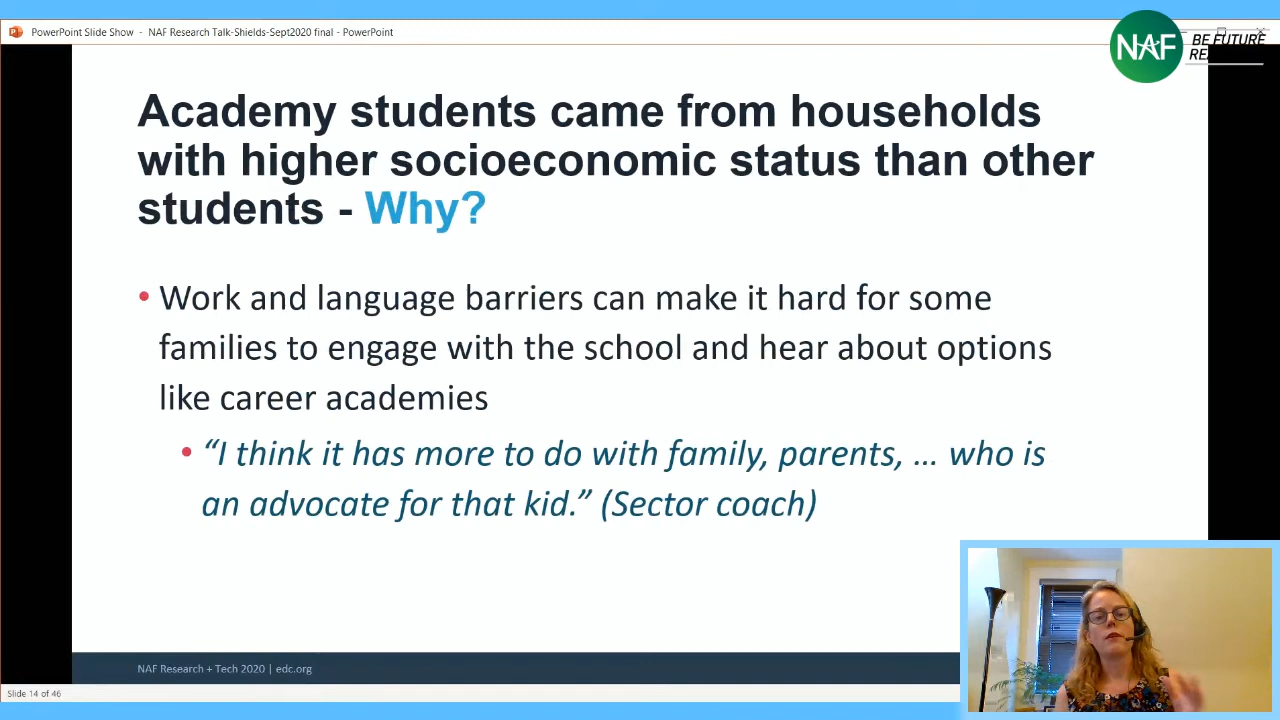 PowerPoint Slide Show - NAF Research Talk-Shields-Sept2020 final - PowerPoint
NAF
BE FUTURE
Academy students came from households
with higher socioeconomic status than other
students - Why?
• Work and language barriers can make it hard for some
families to engage with the school and hear about options
like career academies
• “I think it has more to do with family, parents, … who is
an advocate for that kid.” (Sector coach)
NAF Research + Tech 2020 | edc.org
Slide 14 of 46